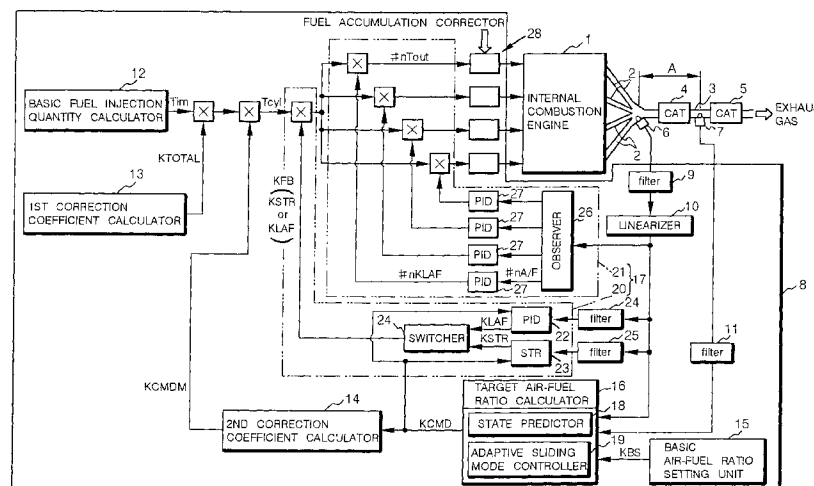 FUEL ACCUMULATION CORRECTOR
28
1
12
BASIC FUEL INJECTION
QUANTITY CALCULATOR
Tim
Tcyl
#nTout
INTERNAL
COMBUSTION
ENGINE
2
2
A
4
3
5
CAT
CAT
6
7
EXHAUST
GAS
KTOTAL
13
1ST CORRECTION
COEFFICIENT CALCULATOR
KFB
(KSTR
or
KLAF)
filter
9
10
LINEARIZER
PID
27
PID
27
PID
27
PID
27
26
OBSERVER
#nKLAF
#nA/F
21
17
20
8
24
SWITCHER
KLAF
KSTR
PID
22
STR
23
24
filter
25
filter
11
filter
KCMDM
14
2ND CORRECTION
COEFFICIENT CALCULATOR
KCMD
16
TARGET AIR-FUEL
RATIO CALCULATOR
18
STATE PREDICTOR
19
ADAPTIVE SLIDING
MODE CONTROLLER
KBS
15
BASIC
AIR-FUEL RATIO
SETTING UNIT